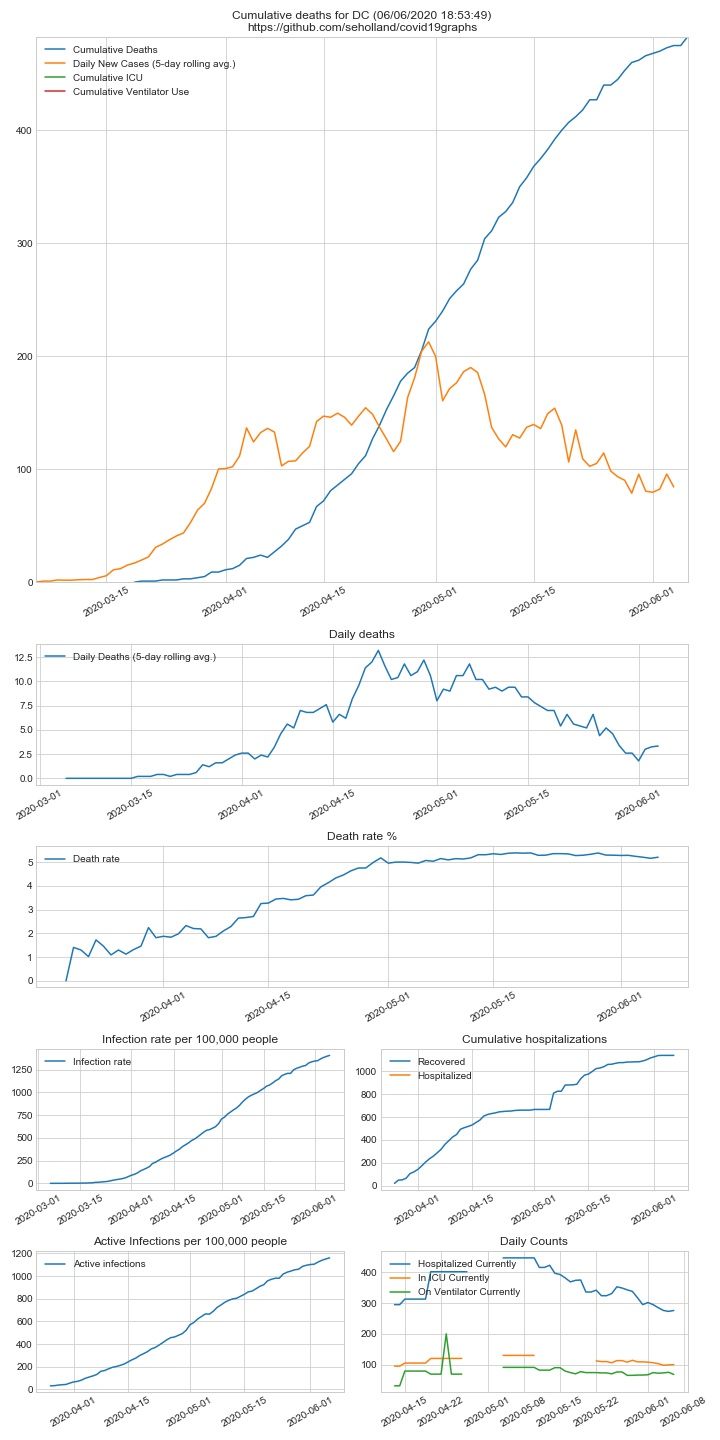 Cumulative deaths for DC (06/06/2020 18:53:49)
https://github.com/seholland/covid19graphs
Cumulative Deaths
Daily New Cases (5-day rolling avg.)
Cumulative ICU
Cumulative Ventilator Use
400
300
200
100
0
2020-03-15 2020-04-01 2020-04-15 2020-05-01 2020-05-15 2020-06-01
Daily deaths
Daily Deaths (5-day rolling avg.)
12.5
10.0
7.5
5.0
2.5
0.0
2020-03-01 2020-03-15 2020-04-01 2020-04-15 2020-05-01 2020-05-15 2020-06-01
Death rate %
Death rate
5
4
3
2
1
0
2020-04-01 2020-04-15 2020-05-01 2020-05-15 2020-06-01
Infection rate per 100,000 people
Infection rate
1250
1000
750
500
250
0
2020-03-01 2020-03-15 2020-04-01 2020-04-15 2020-05-01 2020-05-15 2020-06-01
Cumulative hospitalizations
Recovered
Hospitalized
1000
800
600
400
200
0
2020-04-01 2020-04-15 2020-05-01 2020-05-15 2020-06-01
Active Infections per 100,000 people
Active infections
1200
1000
800
600
400
200
0
2020-04-01 2020-04-15 2020-05-01 2020-05-15 2020-06-01
Daily Counts
Hospitalized Currently
In ICU Currently
On Ventilator Currently
400
300
200
100
2020-04-15 2020-04-22 2020-05-01 2020-05-08 2020-05-15 2020-05-22 2020-06-01 2020-06-08